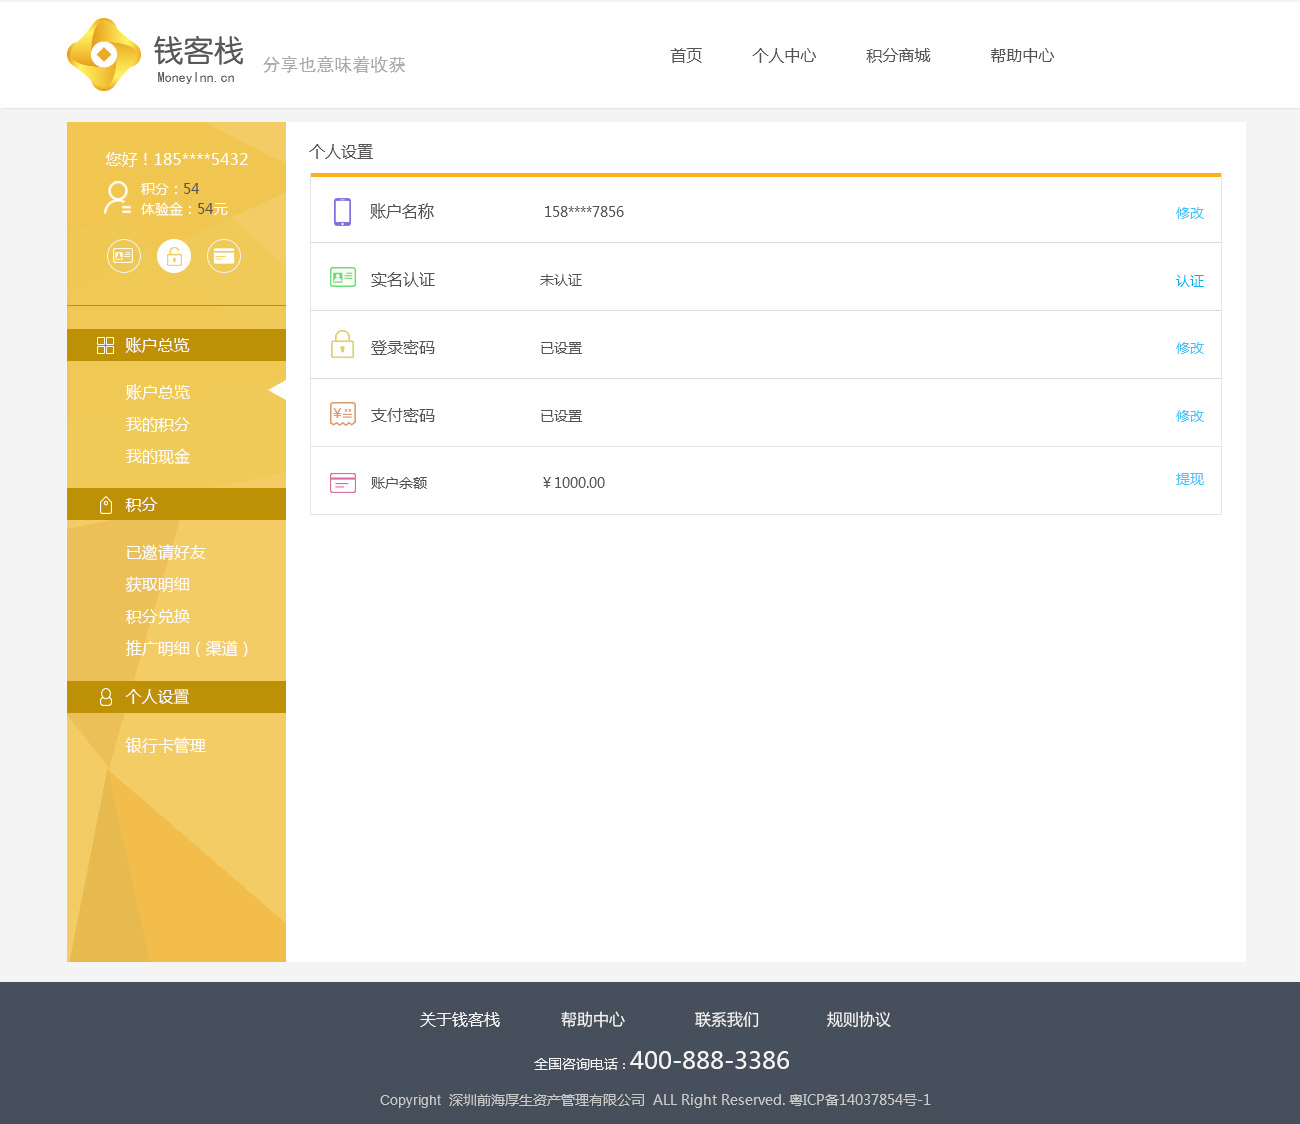 钱客栈
MoneyInn.cn
分享也意味着收获
首页 个人中心 积分商城 帮助中心
您好！185****5432
积分：54
体验金：54元
账户总览
账户总览
我的积分
我的现金
积分
已邀请好友
获取明细
积分兑换
推广明细（渠道）
个人设置
银行卡管理
个人设置
账户名称 158****7856 修改
实名认证 未认证 认证
登录密码 已设置 修改
支付密码 已设置 修改
账户余额 ¥1000.00 提现
关于钱客栈 帮助中心 联系我们 规则协议
全国咨询电话：400-888-3386
Copyright 深圳前海厚生资产管理有限公司 ALL Right Reserved. 粤ICP备14037854号-1